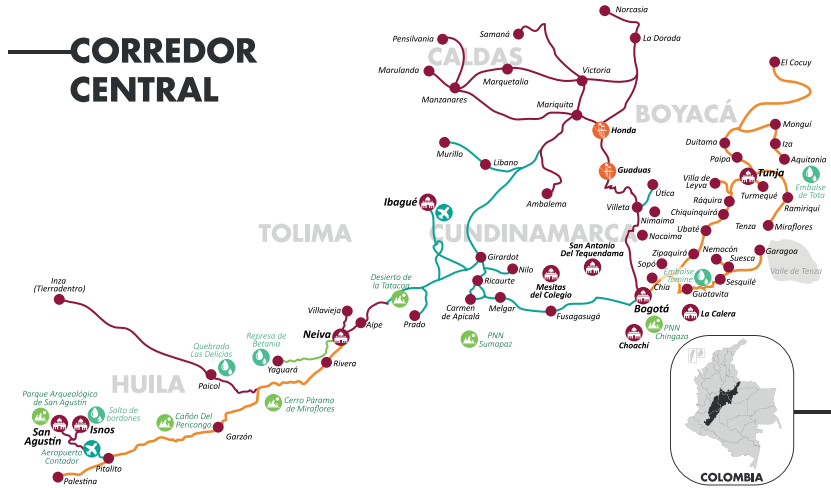 CORREDOR
CENTRAL
Norcasia
Samaná
La Dorada
Pensilvania
CALDAS
Marulanda
Victoria
Marquetalia
Manzanares
Mariquita
El Cocuy
BOYACÁ
Honda
Monguí
Duitama
Iza
Murillo
Líbano
Paipa
Aquitania
Guaduas
Villa de
Leyva
Tunja
Embalse
de Tota
Ambalema
Útica
Turmequé
Ibagué
Villeta
Ráquira
Ramiriquí
Nimaima
Chiquinquirá
TOLIMA
CUNDINAMARCA
Nocaima
Ubaté
Tenza
Miraflores
San Antonio
Del Tequendama
Zipaquirá
Nemocón
Garagoa
Girardot
Desierto de
la Tatacoa
Nilo
Sopó
Suesca
Valle de Tenza
Ricaurte
Mesitas
del Colegio
Chía
Embalse
Tomine
Sesquilé
Inza
(Tierradentro)
Guatavita
Villavieja
Carmen
de Apicalá
Melgar
Fusagasugá
Bogotá
La Calera
Aipe
Prado
Neiva
PNN
Sumapaz
Choachí
PNN
Chingaza
Quebrada
Las Delicias
Represa de
Betania
Yaguará
Rivera
HUILA
Paicol
Parque Arqueológico
de San Agustín
Salto de
bordones
Cerro Páramo
de Miraflores
Cañón Del
Pericongo
San
Agustín
Isnos
Garzón
Aeropuerto
Contador
Pitalito
Palestina
COLOMBIA